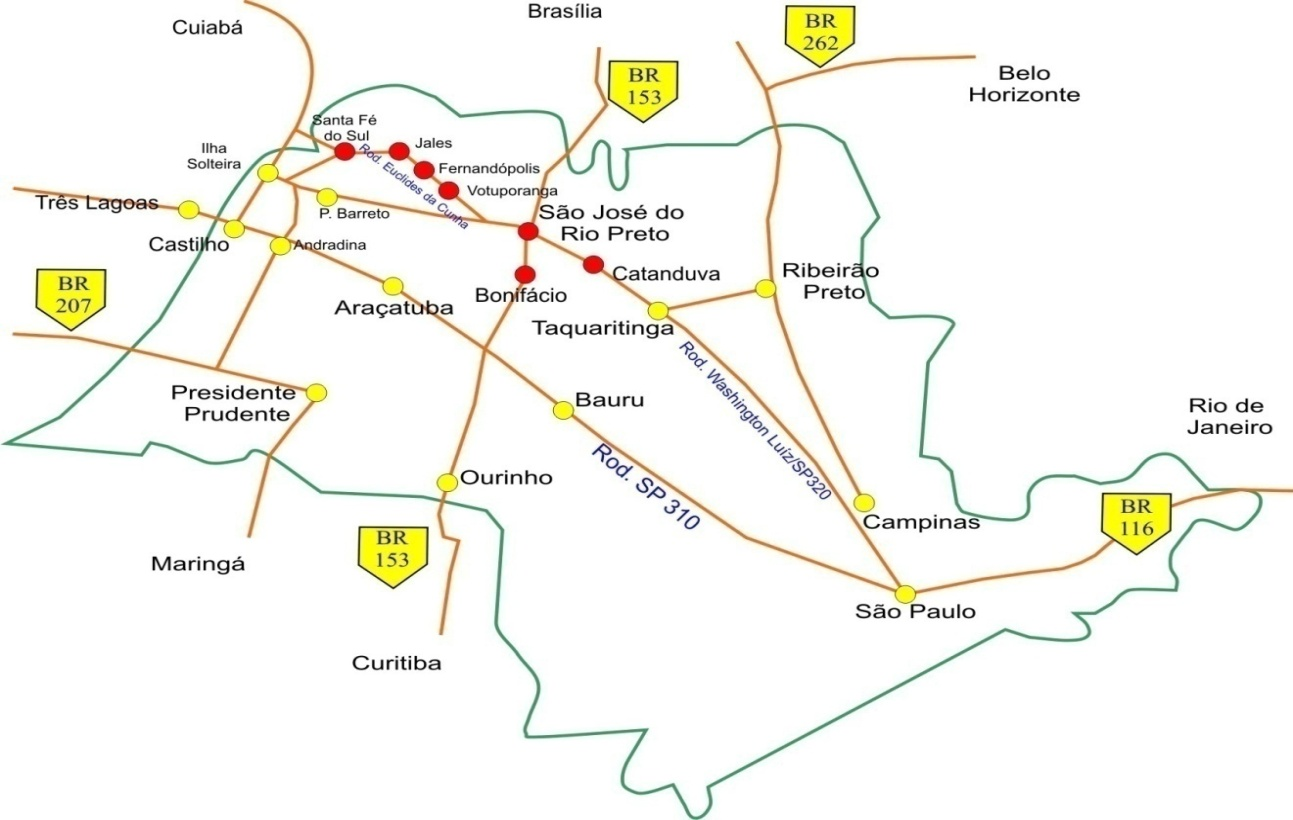 Brasília
Cuiabá
BR
262
BR
153
Belo
Horizonte
Santa Fé
do Sul
Jales
Ilha
Solteira
Fernandópolis
Rod. Euclides da Cunha
Votuporanga
Três Lagoas
P. Barreto
São José do
Rio Preto
Castilho
Andradina
Catanduva
Ribeirão
Preto
BR
207
Bonifácio
Araçatuba
Taquaritinga
Rod. Washington Luíz/SP320
Presidente
Prudente
Bauru
Rio de
Janeiro
Rod. SP 310
Ourinho
BR
116
Campinas
BR
153
Maringá
São Paulo
Curitiba